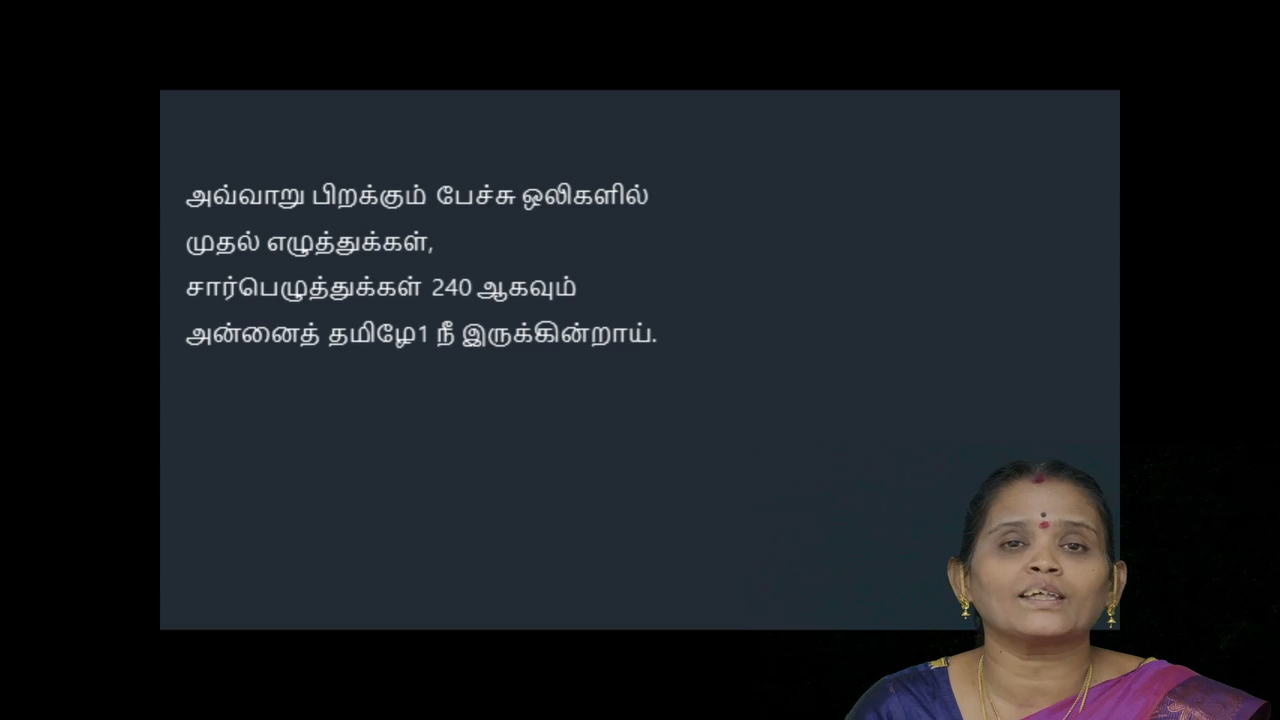 அவ்வாறு பிறக்கும் பேச்சு ஒலிகளில்
முதல் எழுத்துக்கள்,
சார்பெழுத்துக்கள் 240 ஆகவும்
அன்னைத் தமிழே1 நீ இருக்கின்றாய்.